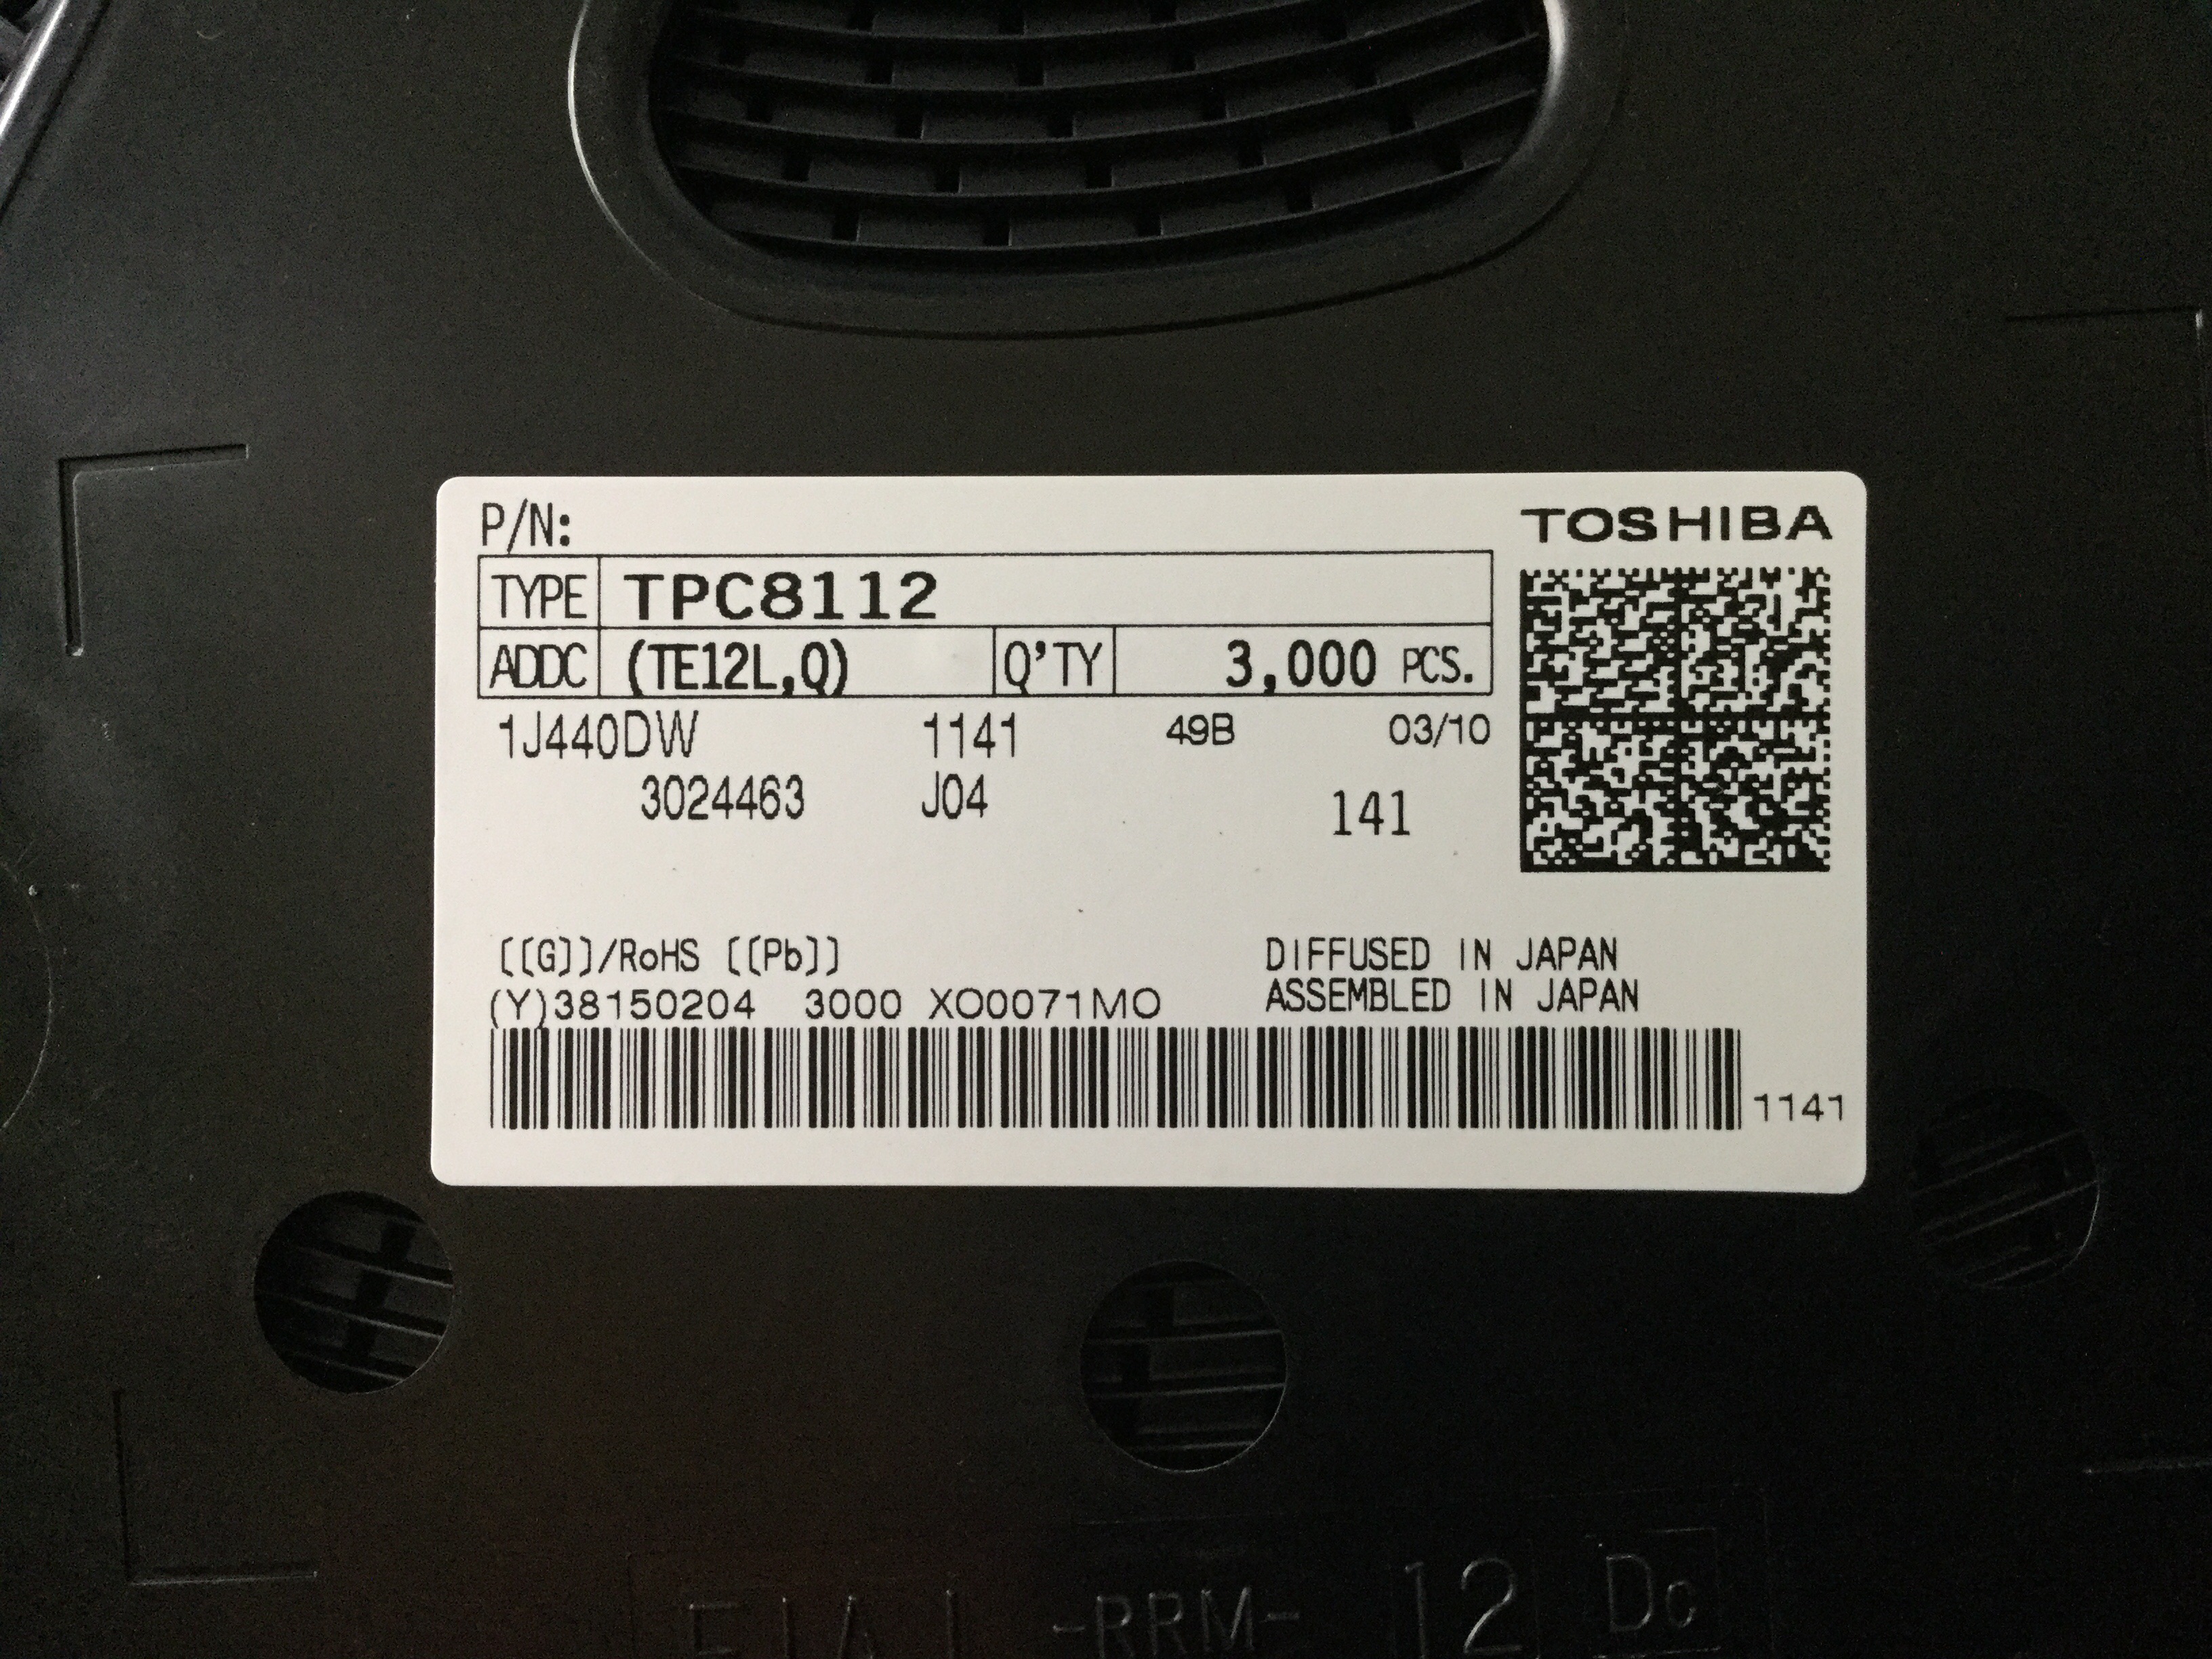 P/N:
TOSHIBA
TYPE TPC8112
ADDC (TE12L,Q) Q'TY 3,000 PCS.
1J440DW 1141 49B 03/10
3024463 J04 141
[[G]]/RoHS [[Pb]]
DIFFUSED IN JAPAN
ASSEMBLED IN JAPAN
(Y)38150204 3000 XO0071MO
1141
EIAJ -RRM- 12 Dc